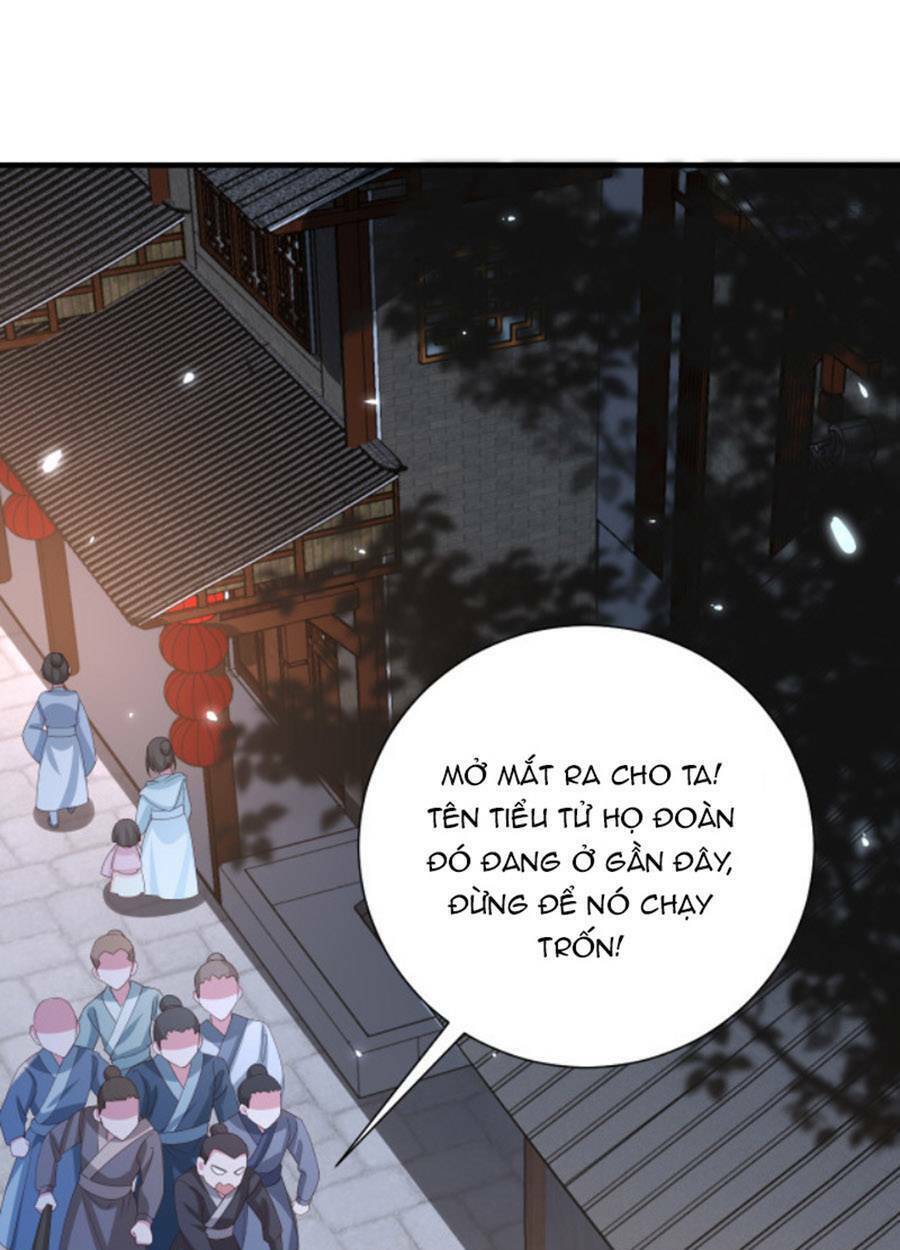 MỞ MẮT RA CHO TA!
TÊN TIỂU TỬ HỌ ĐOÀN
ĐÓ ĐANG Ở GẦN ĐÂY,
ĐỪNG ĐỂ NÓ CHẠY
TRỐN!